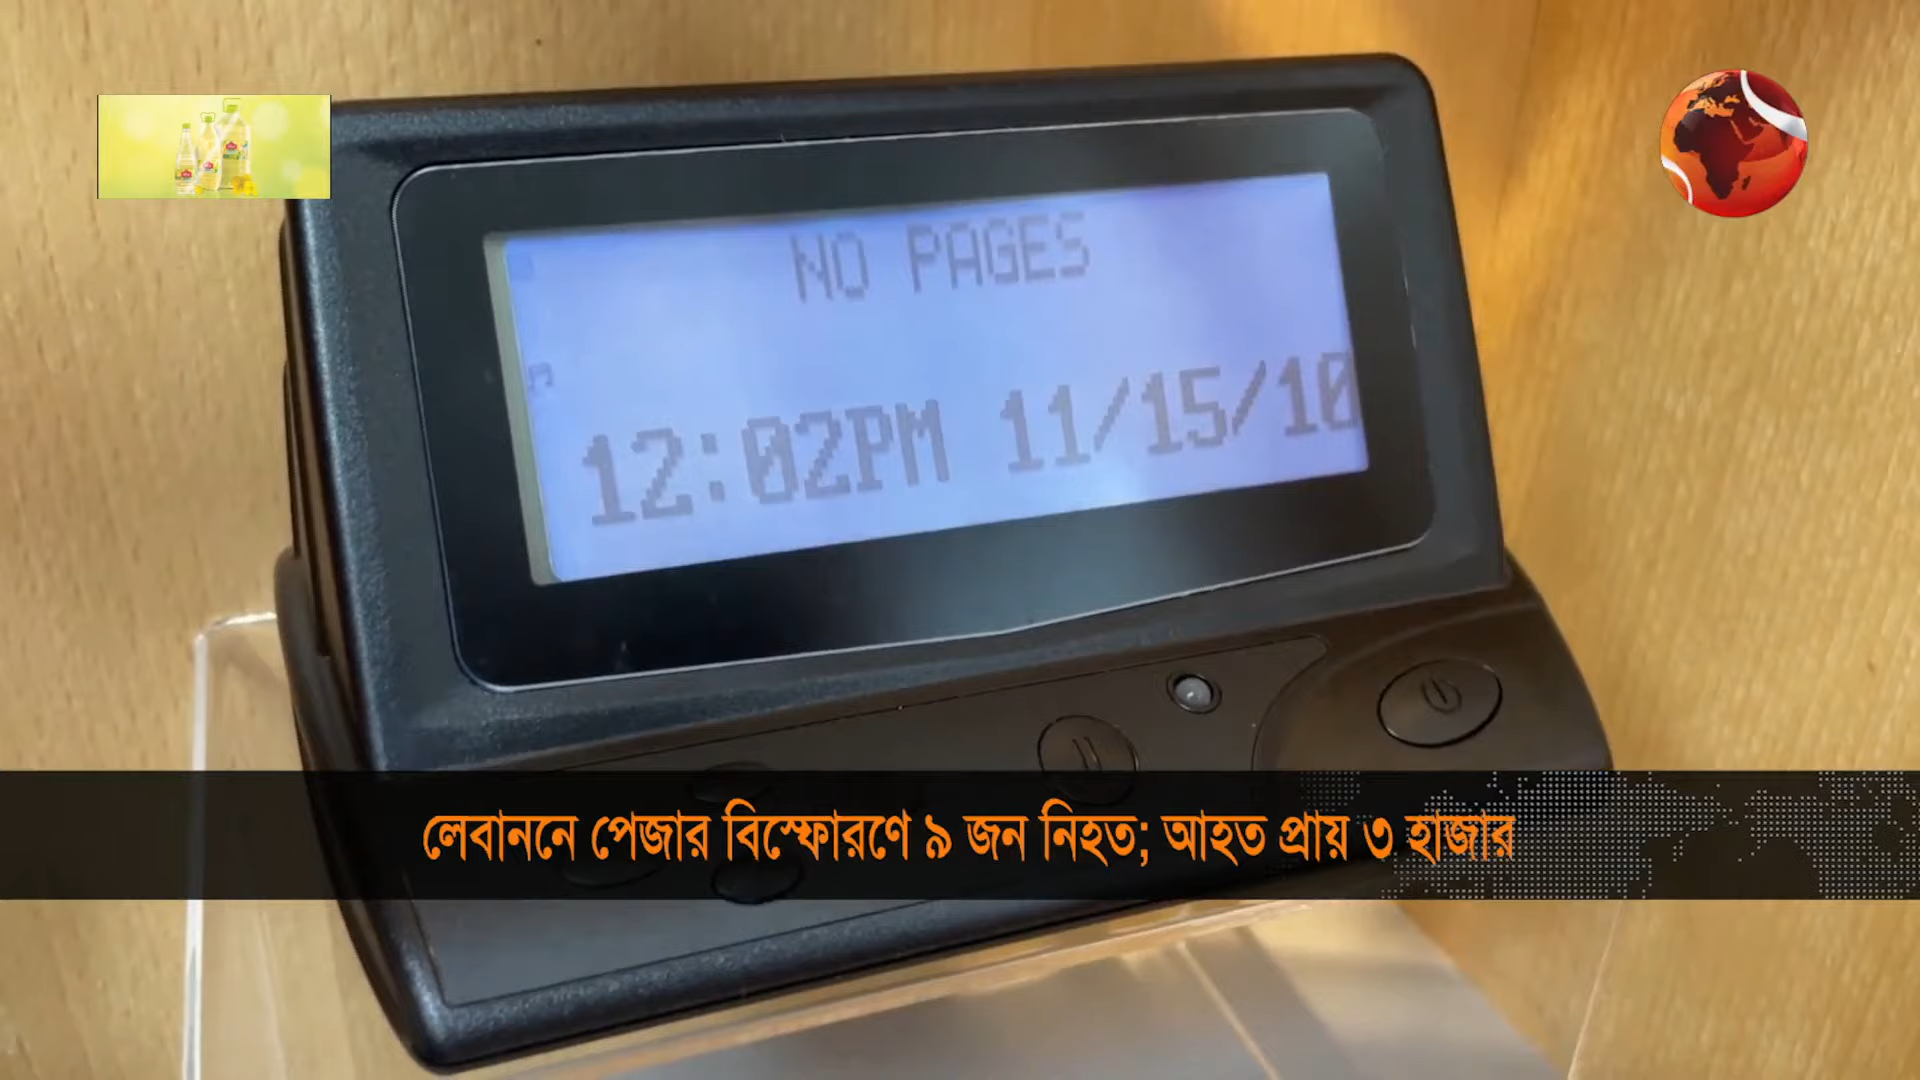 NO PAGES
12:02PM 11/15/10
লেবাননে পেজার বিস্ফোরণে ৯ জন নিহত; আহত প্রায় ৩ হাজার